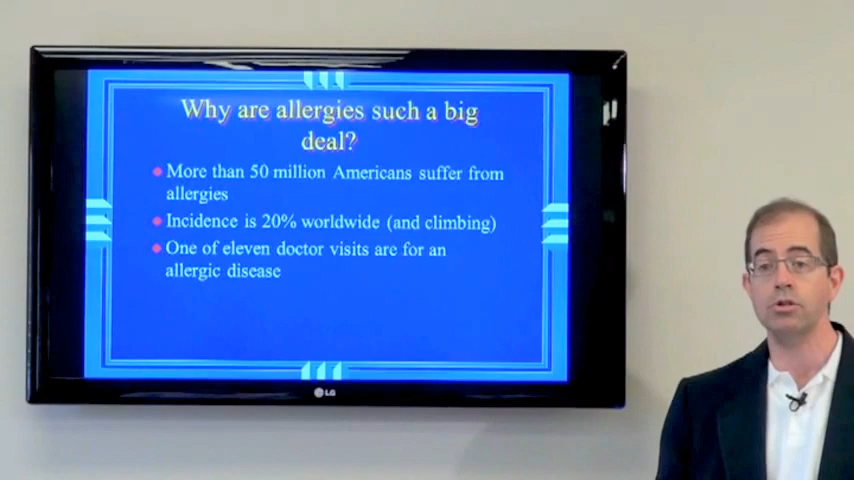 Why are allergies such a big
deal?
More than 50 million Americans suffer from
allergies
Incidence is 20% worldwide (and climbing)
One of eleven doctor visits are for an
allergic disease
LG